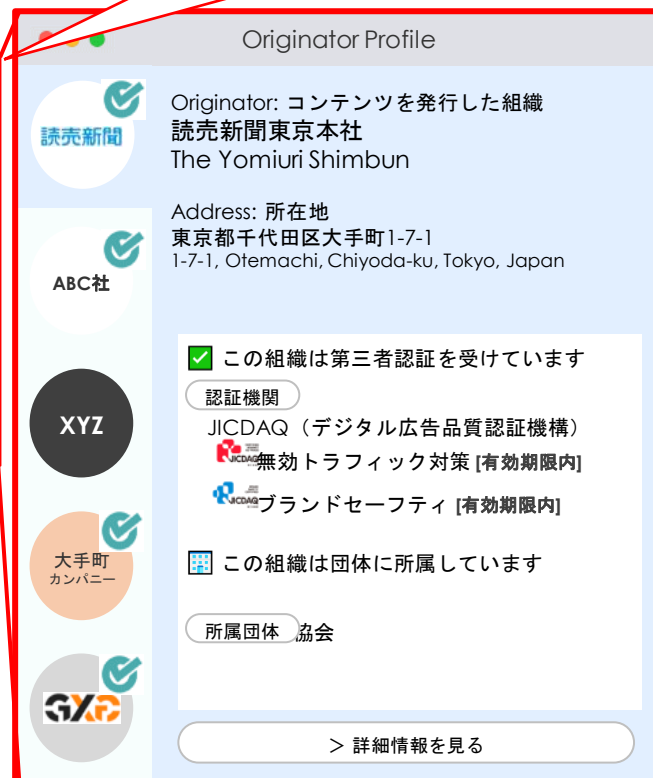 Originator Profile
読売新聞
ABC社
XYZ
大手町
カンパニー
GXP
Originator: コンテンツを発行した組織
読売新聞東京本社
The Yomiuri Shimbun
Address: 所在地
東京都千代田区大手町1-7-1
1-7-1, Otemachi, Chiyoda-ku, Tokyo, Japan
この組織は第三者認証を受けています
認証機関
JICDAQ（デジタル広告品質認証機構）
JICDAQ 無効トラフィック対策 [有効期限内]
JICDAQ ブランドセーフティ [有効期限内]
この組織は団体に所属しています
所属団体 協会
＞ 詳細情報を見る